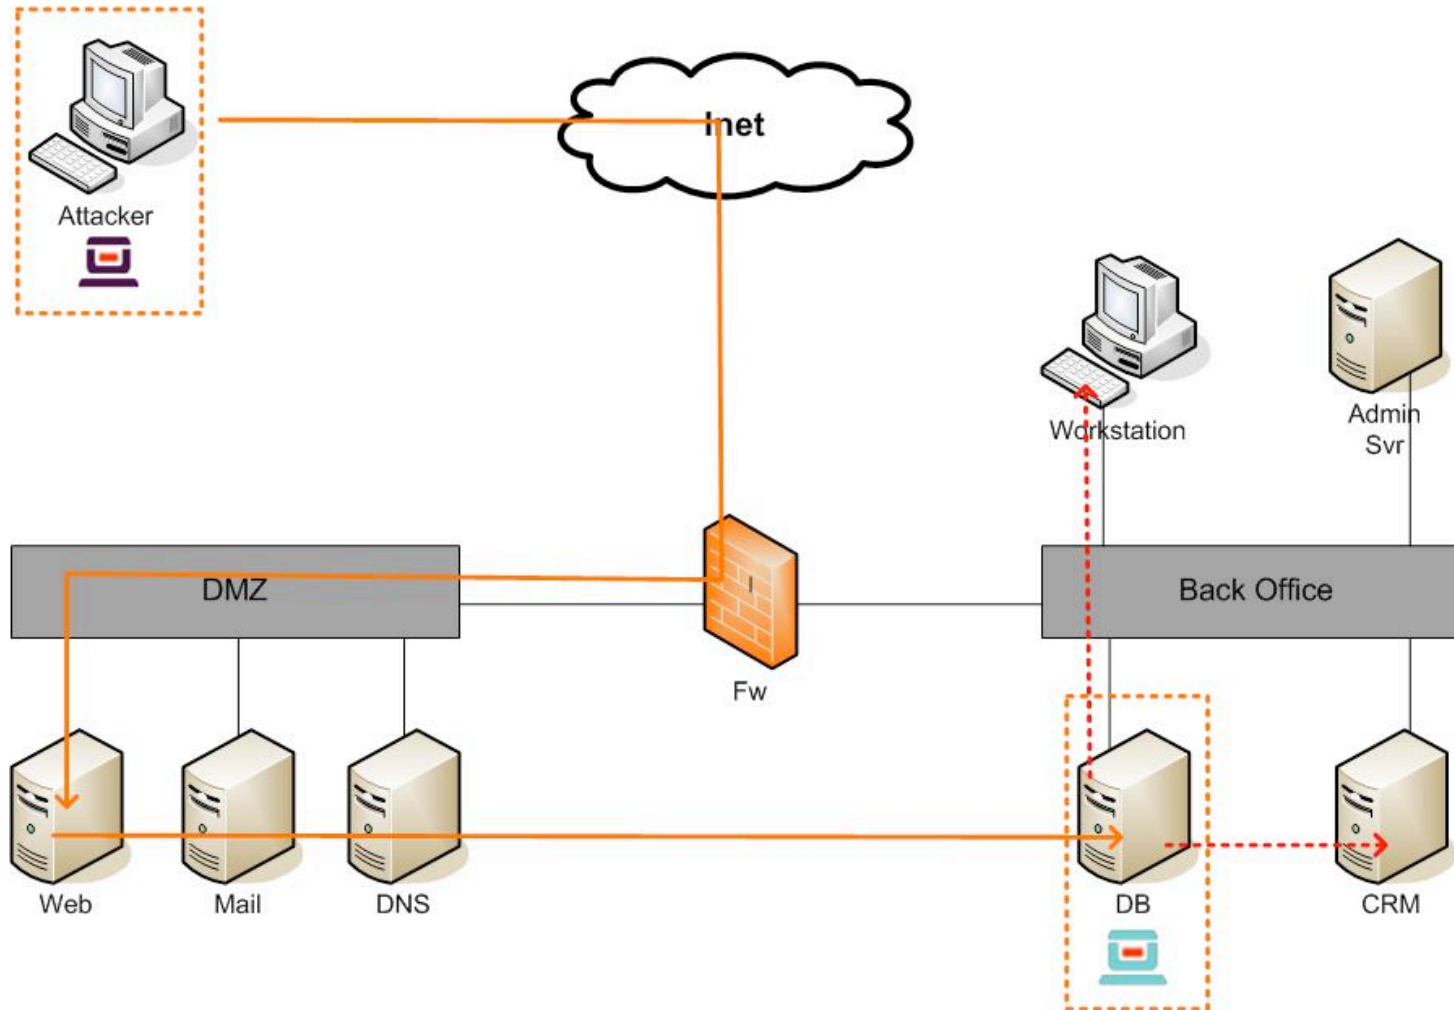 Inet
Attacker
Workstation
Admin
Svr
DMZ
Back Office
Fw
Web
Mail
DNS
DB
CRM